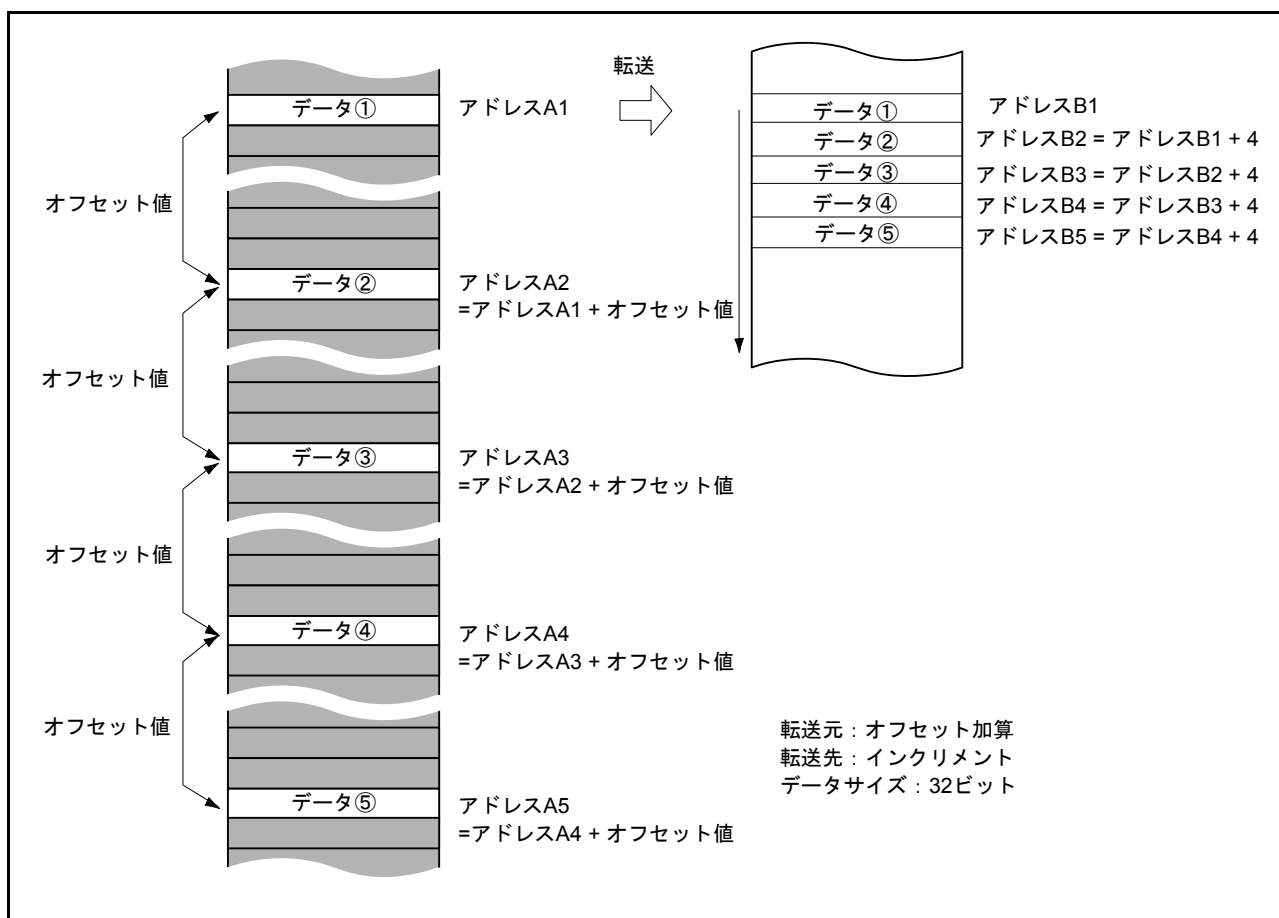 転送
データ①
アドレスA1
データ①
アドレスB1
データ②
アドレスB2 = アドレスB1 + 4
データ③
アドレスB3 = アドレスB2 + 4
データ④
アドレスB4 = アドレスB3 + 4
データ⑤
アドレスB5 = アドレスB4 + 4
オフセット値
データ②
アドレスA2
=アドレスA1 + オフセット値
オフセット値
データ③
アドレスA3
=アドレスA2 + オフセット値
オフセット値
データ④
アドレスA4
=アドレスA3 + オフセット値
オフセット値
データ⑤
アドレスA5
=アドレスA4 + オフセット値
転送元：オフセット加算
転送先：インクリメント
データサイズ：32ビット